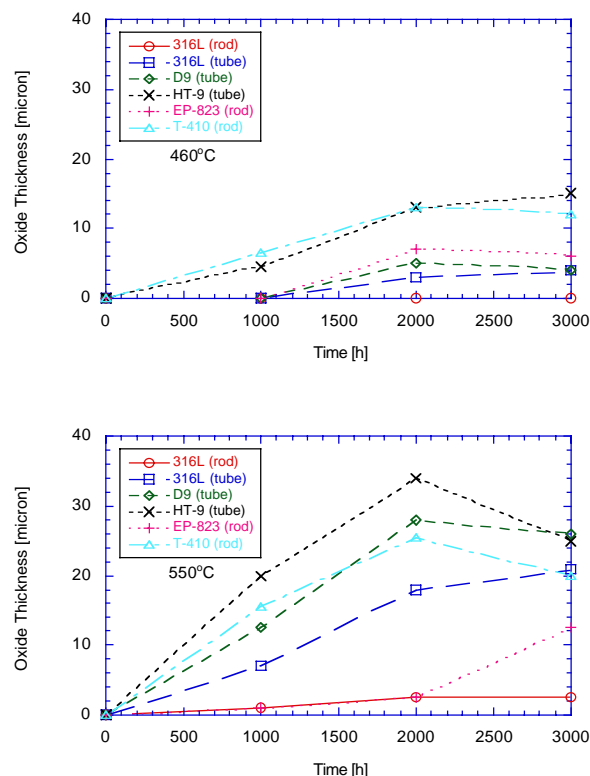 40
30
20
10
0
Oxide Thickness [micron]
316L (rod)
316L (tube)
D9 (tube)
HT-9 (tube)
EP-823 (rod)
T-410 (rod)
460°C
0 500 1000 1500 2000 2500 3000
Time [h]
40
30
20
10
0
Oxide Thickness [micron]
316L (rod)
316L (tube)
D9 (tube)
HT-9 (tube)
EP-823 (rod)
T-410 (rod)
550°C
0 500 1000 1500 2000 2500 3000
Time [h]